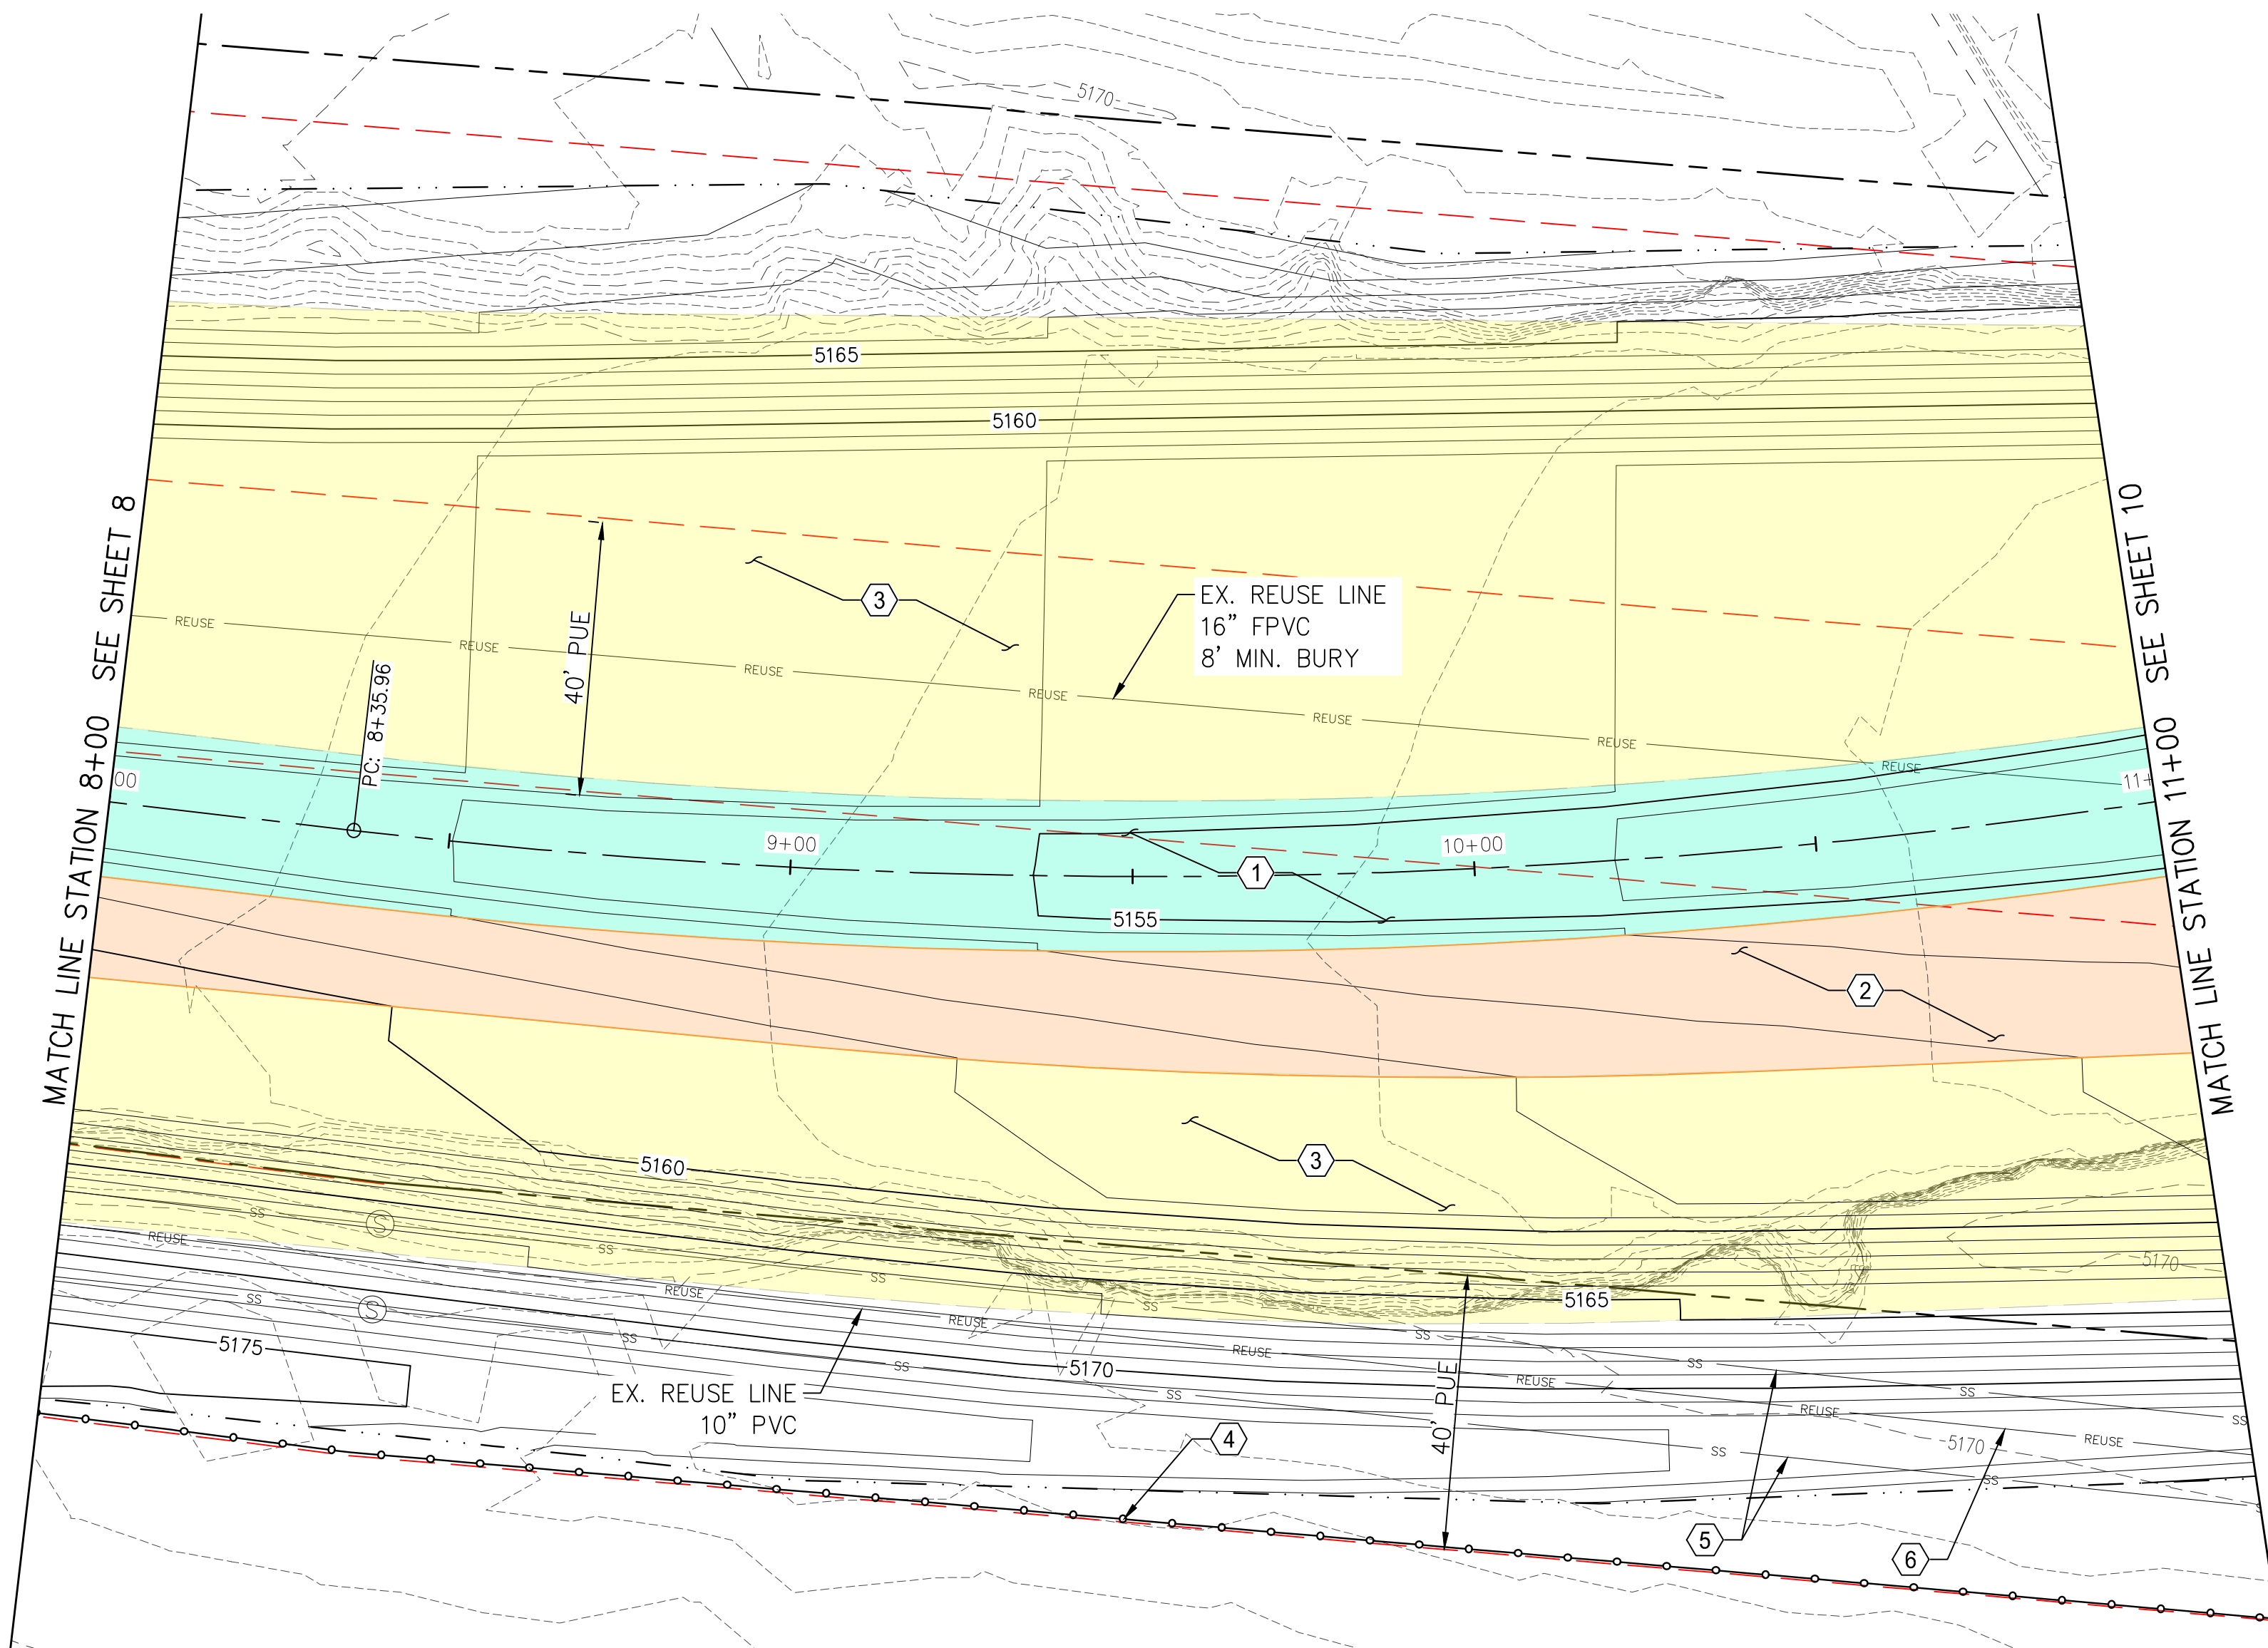 5170
5165
5160
MATCH LINE STATION 8+00 SEE SHEET 8
MATCH LINE STATION 11+00 SEE SHEET 10
3
EX. REUSE LINE
16" FPVC
8' MIN. BURY
40' PUE
REUSE
REUSE
REUSE
REUSE
REUSE
REUSE
REUSE
PC: 8+35.96
00
9+00
10+00
11+
1
5155
2
3
5160
S
SS
SS
SS
SS
SS
SS
SS
SS
REUSE
REUSE
REUSE
REUSE
REUSE
REUSE
REUSE
5170
5165
S
SS
SS
SS
SS
SS
SS
5175
5170
EX. REUSE LINE
10" PVC
40' PUE
5170
4
5
6